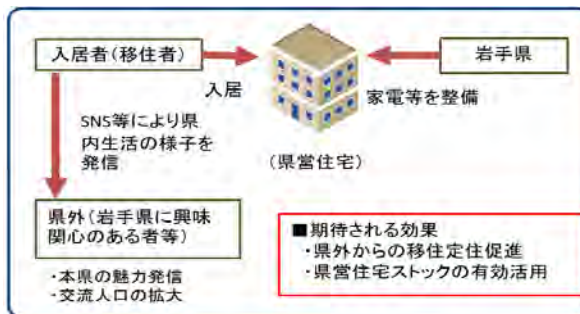 入居者(移住者)
入居
岩手県
家電等を整備
(県営住宅)
SNS等により県
内生活の様子を
発信
県外(岩手県に興味
関心のある者等)
・本県の魅力発信
・交流人口の拡大
■期待される効果
・県外からの移住定住促進
・県営住宅ストックの有効活用